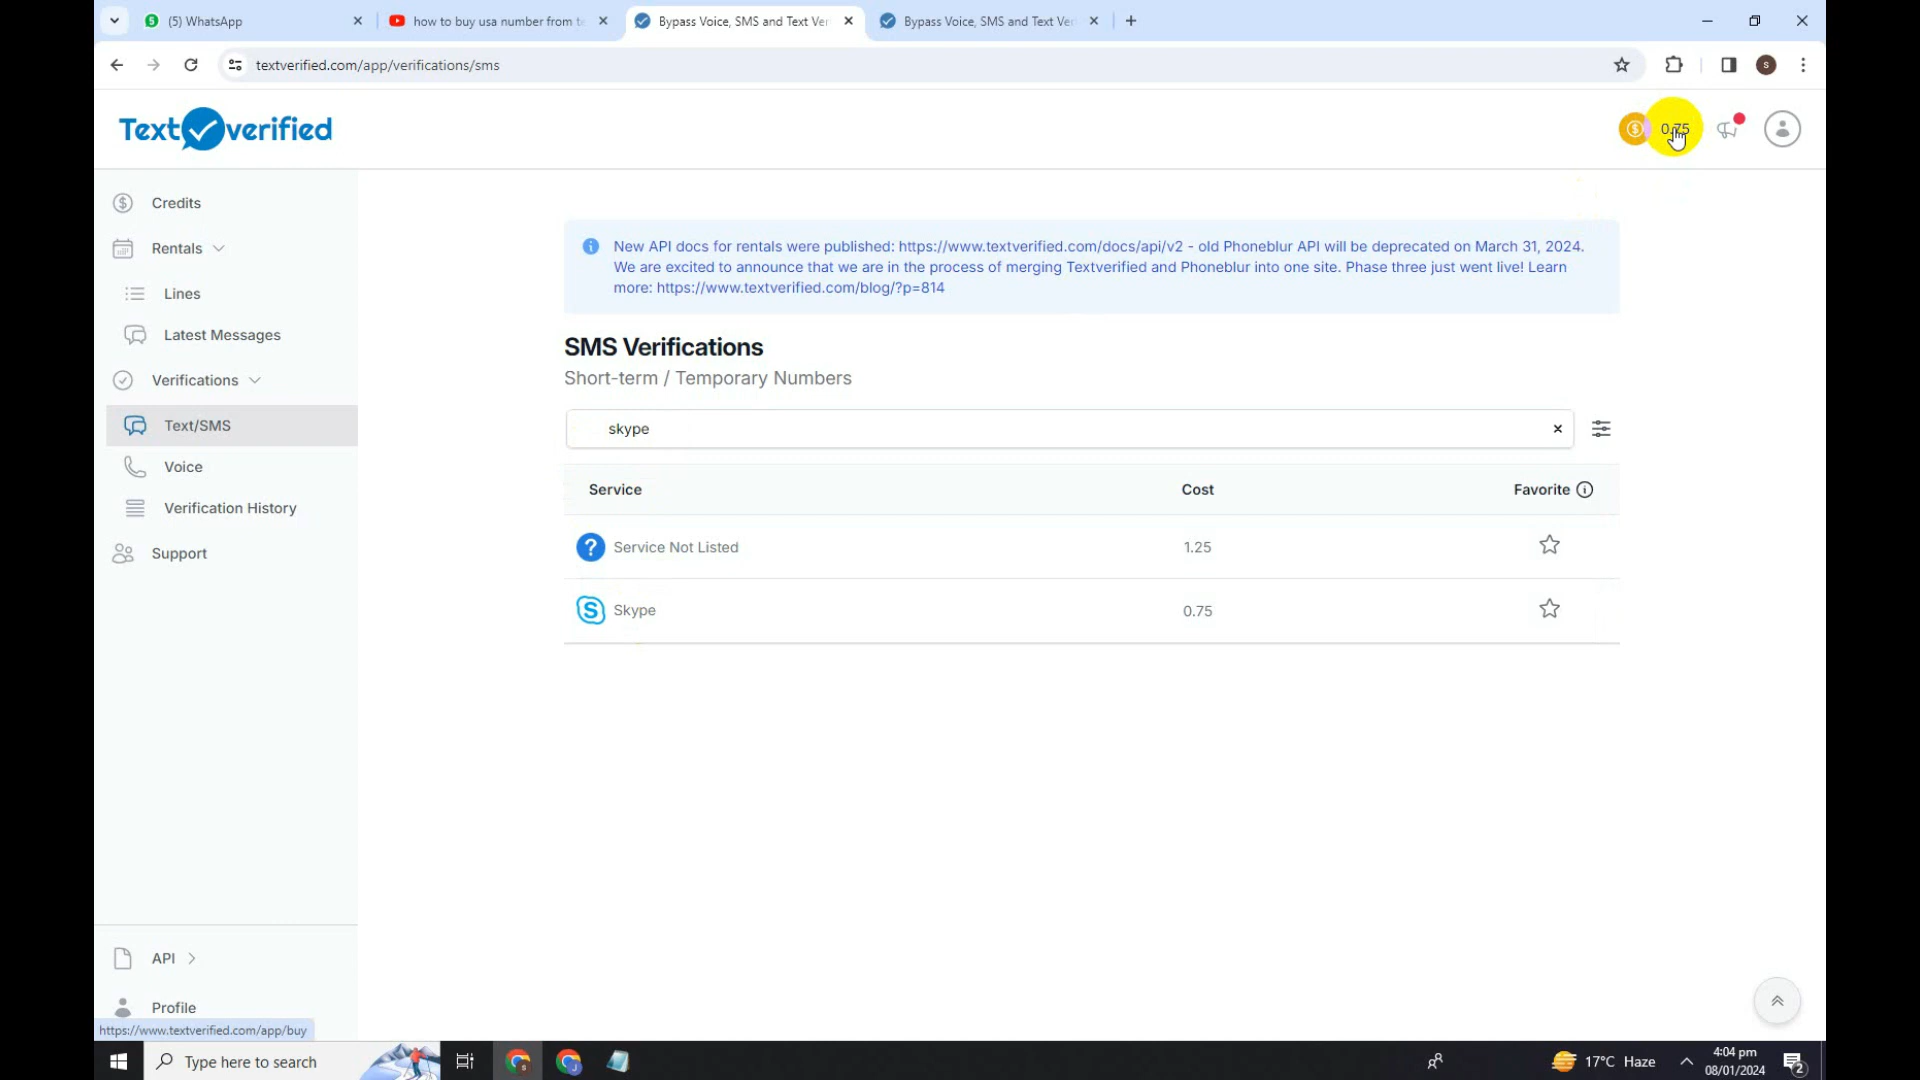 (5) WhatsApp
how to buy usa number from te
Bypass Voice, SMS and Text Ver
Bypass Voice, SMS and Text Ver
textverified.com/app/verifications/sms
S
Textverified
0.75
Credits
Rentals
Lines
Latest Messages
Verifications
Text/SMS
Voice
Verification History
Support
New API docs for rentals were published: https://www.textverified.com/docs/api/v2 - old Phoneblur API will be deprecated on March 31, 2024.
We are excited to announce that we are in the process of merging Textverified and Phoneblur into one site. Phase three just went live! Learn
more: https://www.textverified.com/blog/?p=814
SMS Verifications
Short-term / Temporary Numbers
skype
Service Cost Favorite
Service Not Listed 1.25
Skype 0.75
API
Profile
https://www.textverified.com/app/buy
Type here to search
17°C Haze
4:04 pm
08/01/2024
2